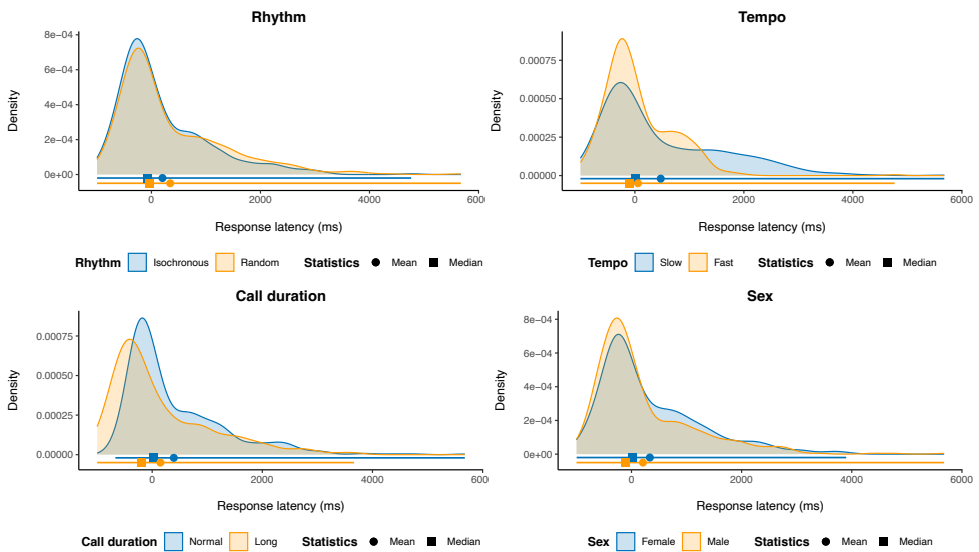 Rhythm
Density
8e−04
6e−04
4e−04
2e−04
0e+00
0 2000 4000 6000
Response latency (ms)
Rhythm Isochronous Random Statistics Mean Median
Tempo
Density
0.00075
0.00050
0.00025
0.00000
0 2000 4000 6000
Response latency (ms)
Tempo Slow Fast Statistics Mean Median
Call duration
Density
0.00075
0.00050
0.00025
0.00000
0 2000 4000 6000
Response latency (ms)
Call duration Normal Long Statistics Mean Median
Sex
Density
8e−04
6e−04
4e−04
2e−04
0e+00
0 2000 4000 6000
Response latency (ms)
Sex Female Male Statistics Mean Median